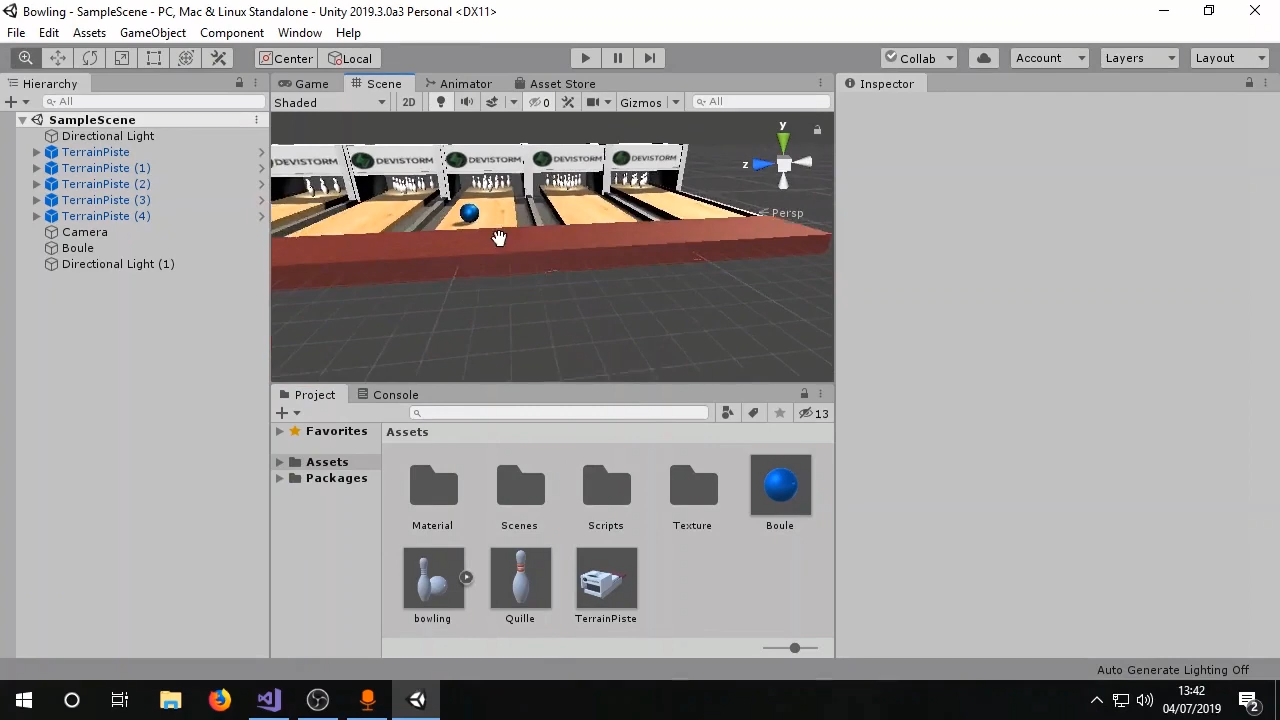 Bowling - SampleScene - PC, Mac & Linux Standalone - Unity 2019.3.0a3 Personal <DX11>
File Edit Assets GameObject Component Window Help
Center Local Collab Account Layers Layout
Hierarchy
All
SampleScene
Directional Light
TerrainPiste
TerrainPiste (1)
TerrainPiste (2)
TerrainPiste (3)
TerrainPiste (4)
Camera
Boule
Directional Light (1)
Game Scene Animator Asset Store
Shaded 2D 0 Gizmos All
DEVISTORM DEVISTORM DEVISTORM DEVISTORM DEVISTORM
y
z
Persp
Inspector
Project Console
13
Favorites
Assets
Packages
Assets
Material Scenes Scripts Texture Boule
bowling Quille TerrainPiste
Auto Generate Lighting Off
13:42
04/07/2019
2